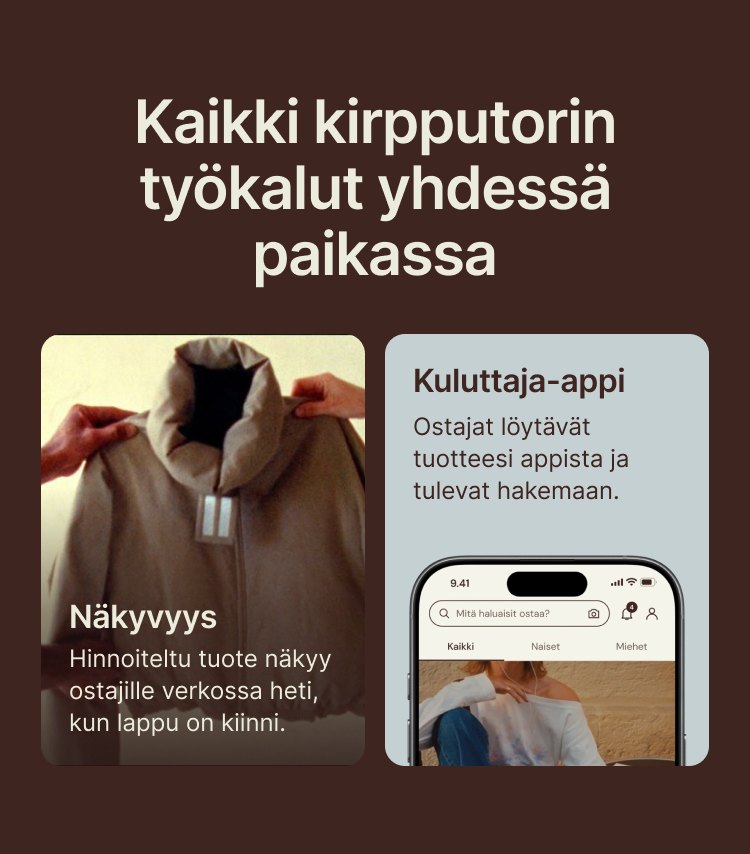 Kaikki kirpputorin
työkalut yhdessä
paikassa
Näkyvyys
Hinnoiteltu tuote näkyy
ostajille verkossa heti,
kun lappu on kiinni.
Kuluttaja-appi
Ostajat löytävät
tuotteesi appista ja
tulevat hakemaan.
9.41
Mitä haluaisit ostaa?
4
Kaikki
Naiset
Miehet